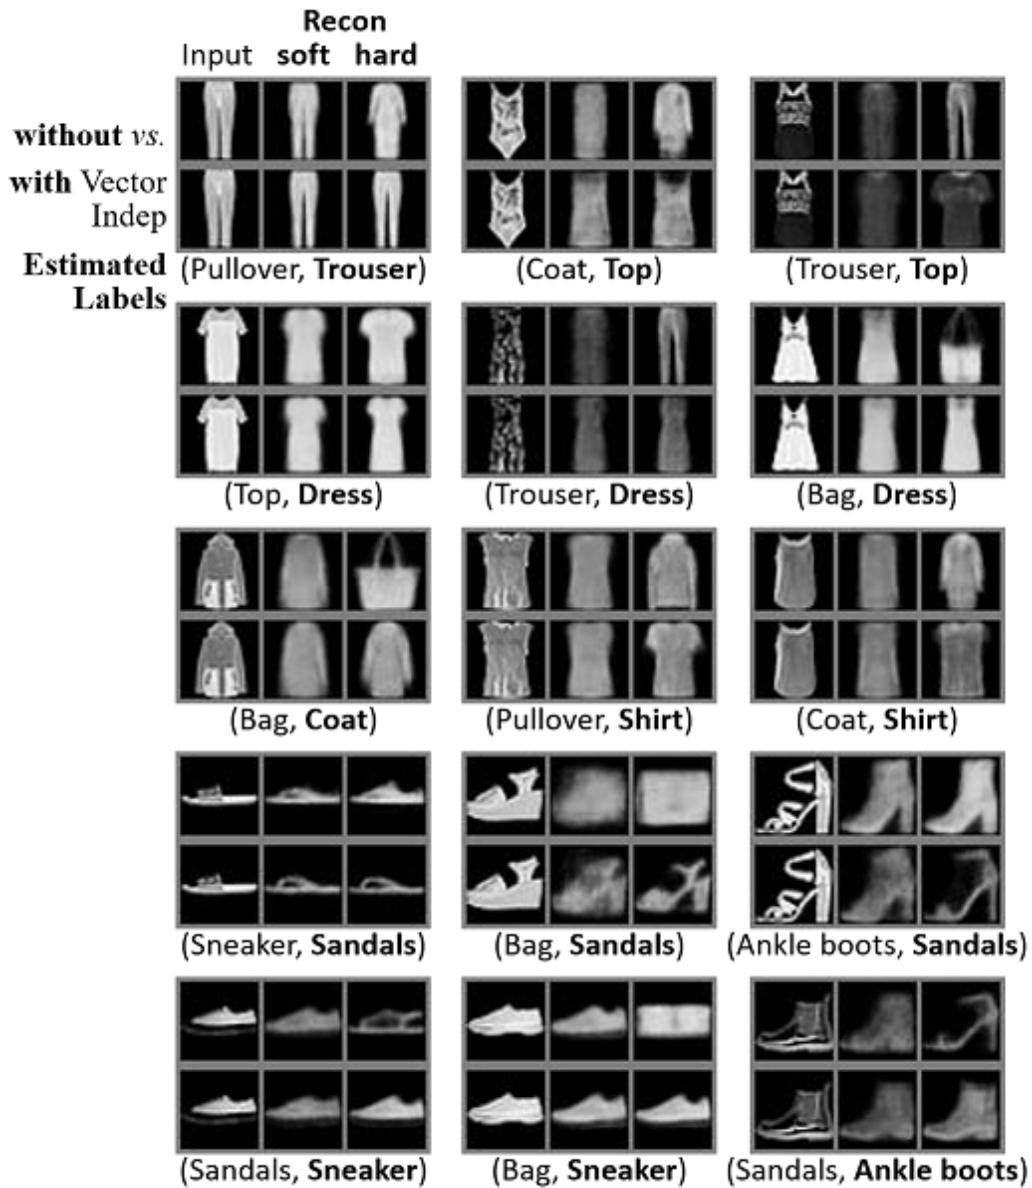 Recon
Input soft hard
without vs.
with Vector
Indep
Estimated
Labels
(Pullover, Trouser)
(Coat, Top)
(Trouser, Top)
(Top, Dress)
(Trouser, Dress)
(Bag, Dress)
(Bag, Coat)
(Pullover, Shirt)
(Coat, Shirt)
(Sneaker, Sandals)
(Bag, Sandals)
(Ankle boots, Sandals)
(Sandals, Sneaker)
(Bag, Sneaker)
(Sandals, Ankle boots)